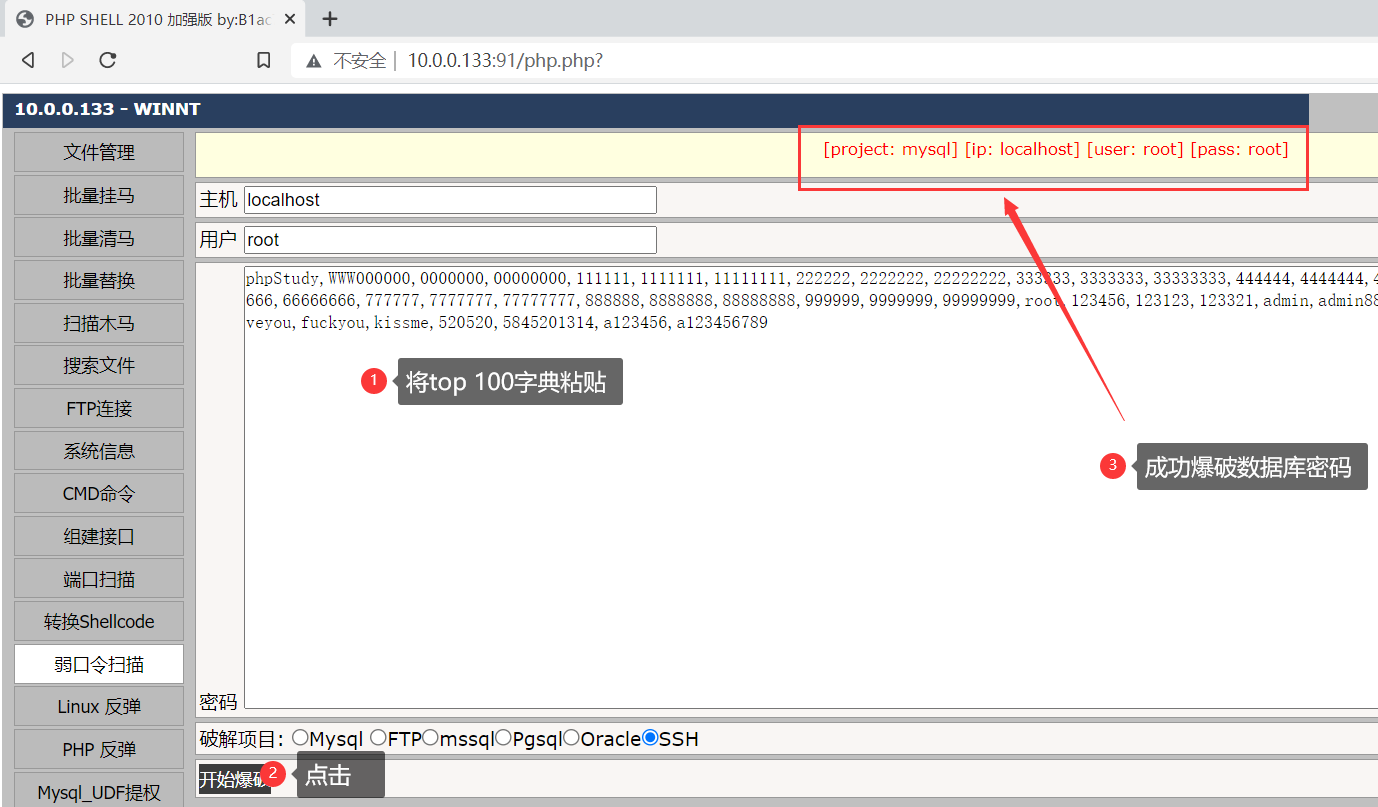 PHP SHELL 2010 加强版 by:B1ac
不安全 | 10.0.0.133:91/php.php?
10.0.0.133 - WINNT
文件管理
批量挂马
批量清马
批量替换
扫描木马
搜索文件
FTP连接
系统信息
CMD命令
组建接口
端口扫描
转换Shellcode
弱口令扫描
Linux 反弹
PHP 反弹
Mysql_UDF提权
[project: mysql] [ip: localhost] [user: root] [pass: root]
主机 localhost
用户 root
phpStudy,WWW000000,0000000,00000000,111111,1111111,11111111,222222,2222222,22222222,333333,3333333,33333333,444444,4444444,4
666,66666666,777777,7777777,77777777,888888,8888888,88888888,999999,9999999,99999999,root,123456,123123,123321,admin,admin88
veyou,fuckyou,kissme,520520,5845201314,a123456,a123456789
1 将top 100字典粘贴
3 成功爆破数据库密码
密码
破解项目: Mysql FTP mssql Pgsql Oracle SSH
开始爆破 2 点击